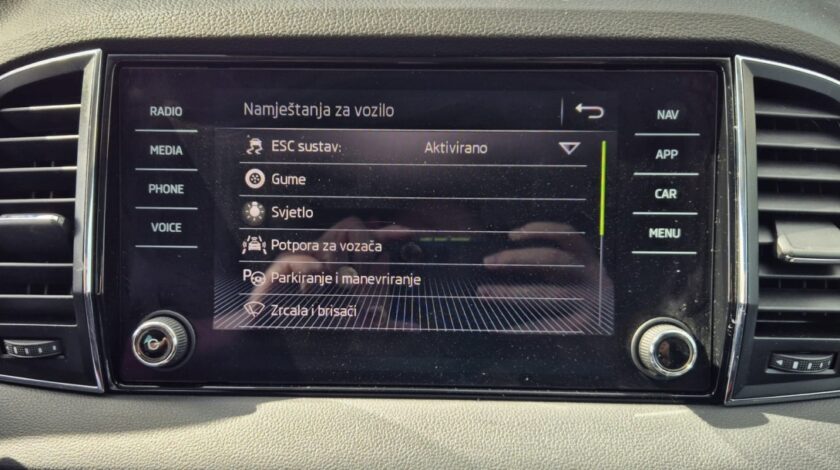 RADIO
MEDIA
PHONE
VOICE
Namještanja za vozilo
ESC sustav: Aktivirano
Gume
Svjetlo
Potpora za vozača
Parkiranje i manevriranje
Zrcala i brisači
NAV
APP
CAR
MENU